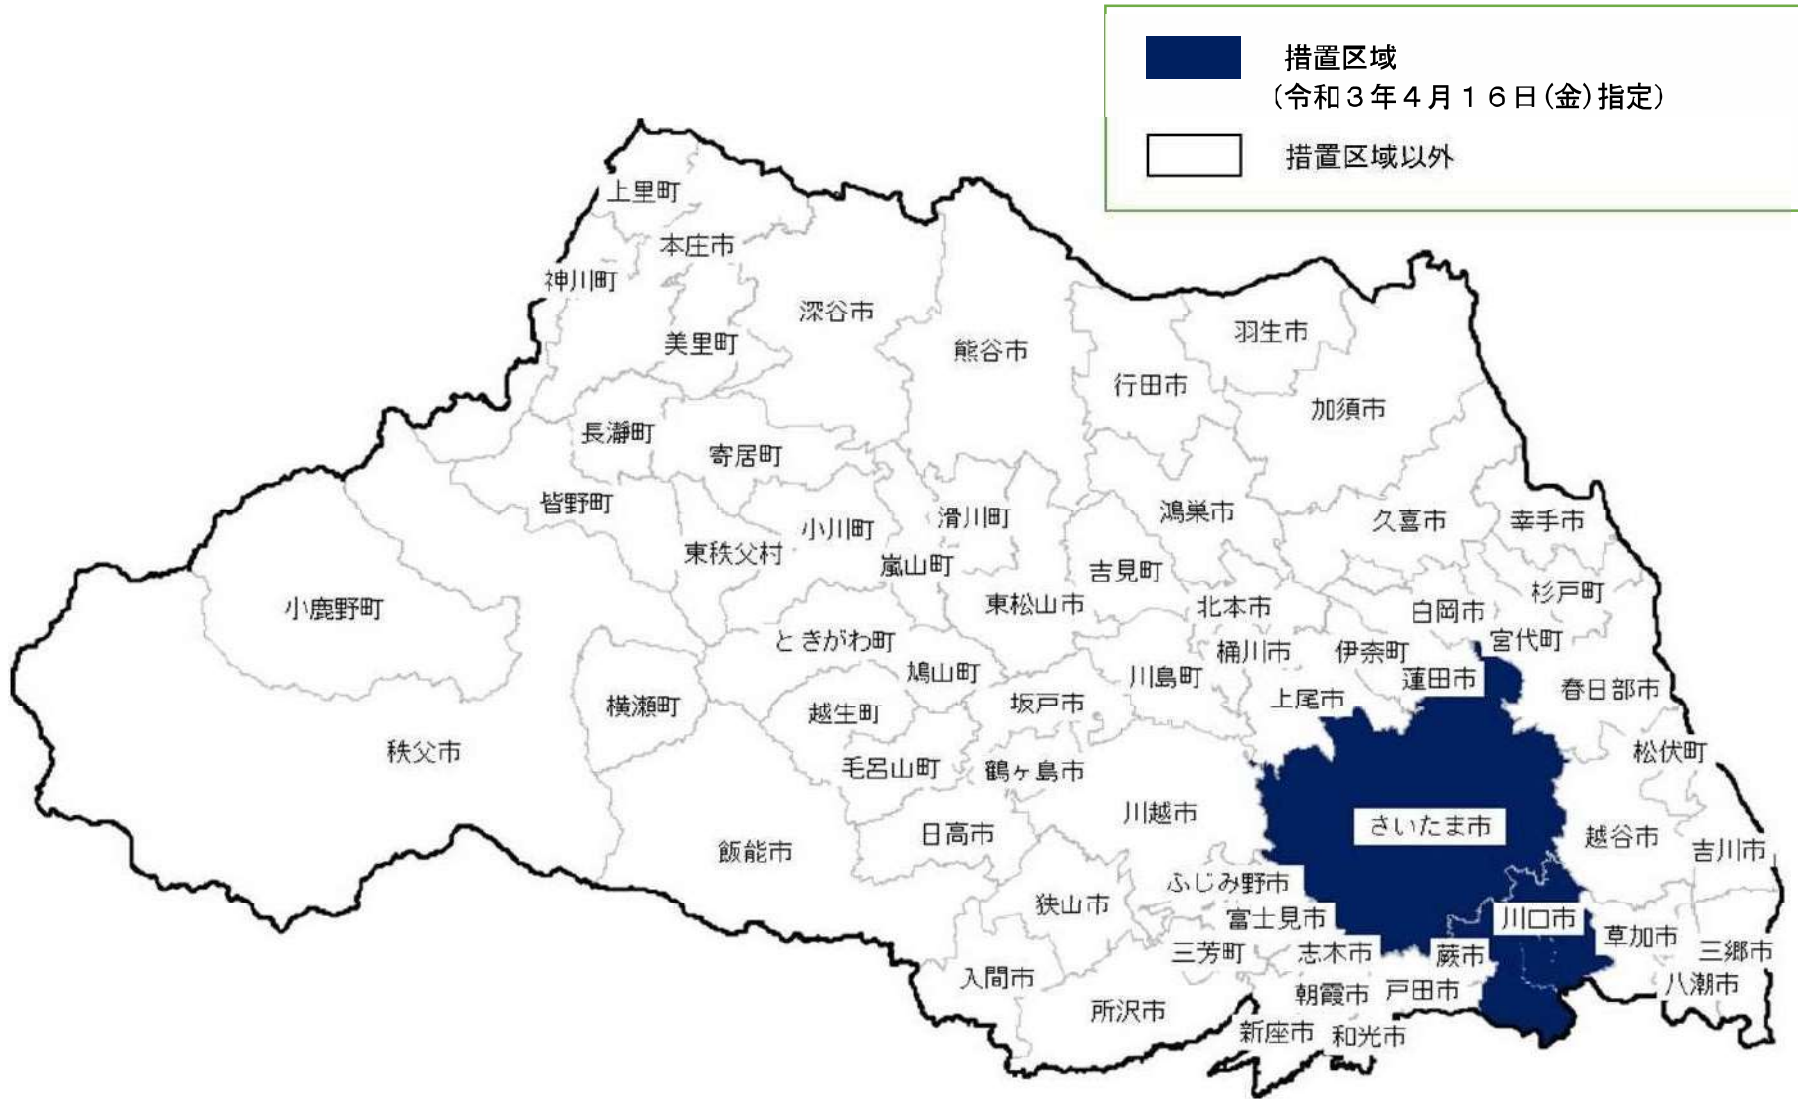 措置区域
(令和３年４月１６日(金)指定)
措置区域以外
上里町
本庄市
神川町
深谷市
美里町
熊谷市
羽生市
行田市
加須市
長瀞町
寄居町
皆野町
小川町
滑川町
鴻巣市
久喜市
幸手市
東秩父村
嵐山町
吉見町
小鹿野町
東松山市
北本市
白岡市
杉戸町
ときがわ町
桶川市
伊奈町
宮代町
鳩山町
川島町
蓮田市
春日部市
横瀬町
越生町
坂戸市
上尾市
秩父市
毛呂山町
鶴ヶ島市
松伏町
川越市
さいたま市
飯能市
日高市
越谷市
吉川市
ふじみ野市
狭山市
富士見市
川口市
草加市
三芳町
志木市
蕨市
三郷市
入間市
朝霞市
戸田市
八潮市
所沢市
新座市
和光市